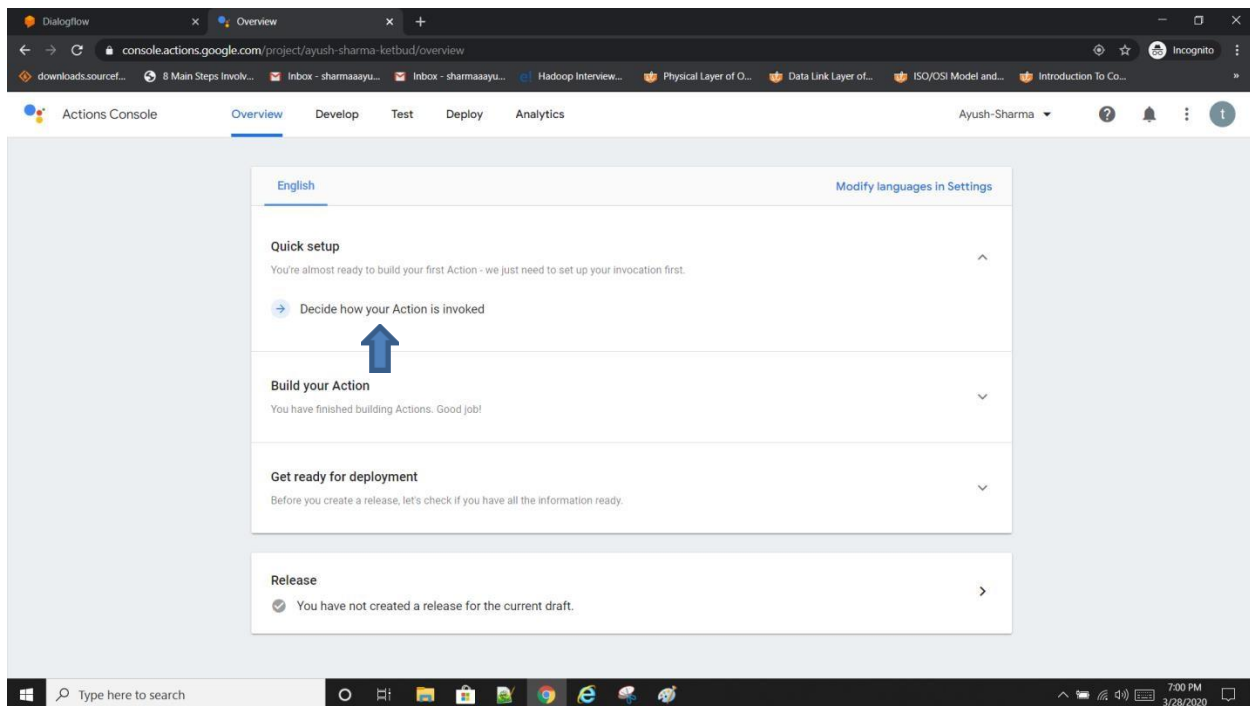 Dialogflow
Overview
console.actions.google.com/project/ayush-sharma-ketbud/overview
Incognito
downloads.sourcef...
8 Main Steps Involv...
Inbox - sharmaaayu...
Inbox - sharmaaayu...
Hadoop Interview...
Physical Layer of O...
Data Link Layer of...
ISO/OSI Model and...
Introduction To Co...
»
Actions Console
Overview
Develop
Test
Deploy
Analytics
Ayush-Sharma
t
English
Modify languages in Settings
Quick setup
You're almost ready to build your first Action - we just need to set up your invocation first.
Decide how your Action is invoked
Build your Action
You have finished building Actions. Good job!
Get ready for deployment
Before you create a release, let's check if you have all the information ready.
Release
You have not created a release for the current draft.
Type here to search
7:00 PM
3/28/2020